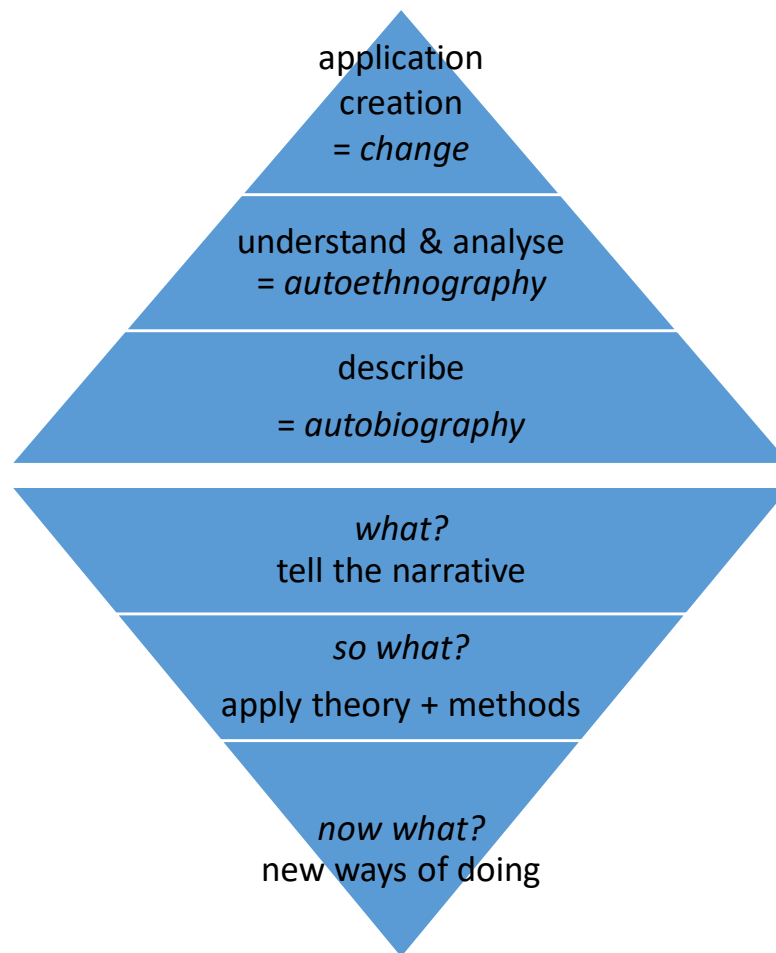 application
creation
= change
understand & analyse
= autoethnography
describe
= autobiography
what?
tell the narrative
so what?
apply theory + methods
now what?
new ways of doing